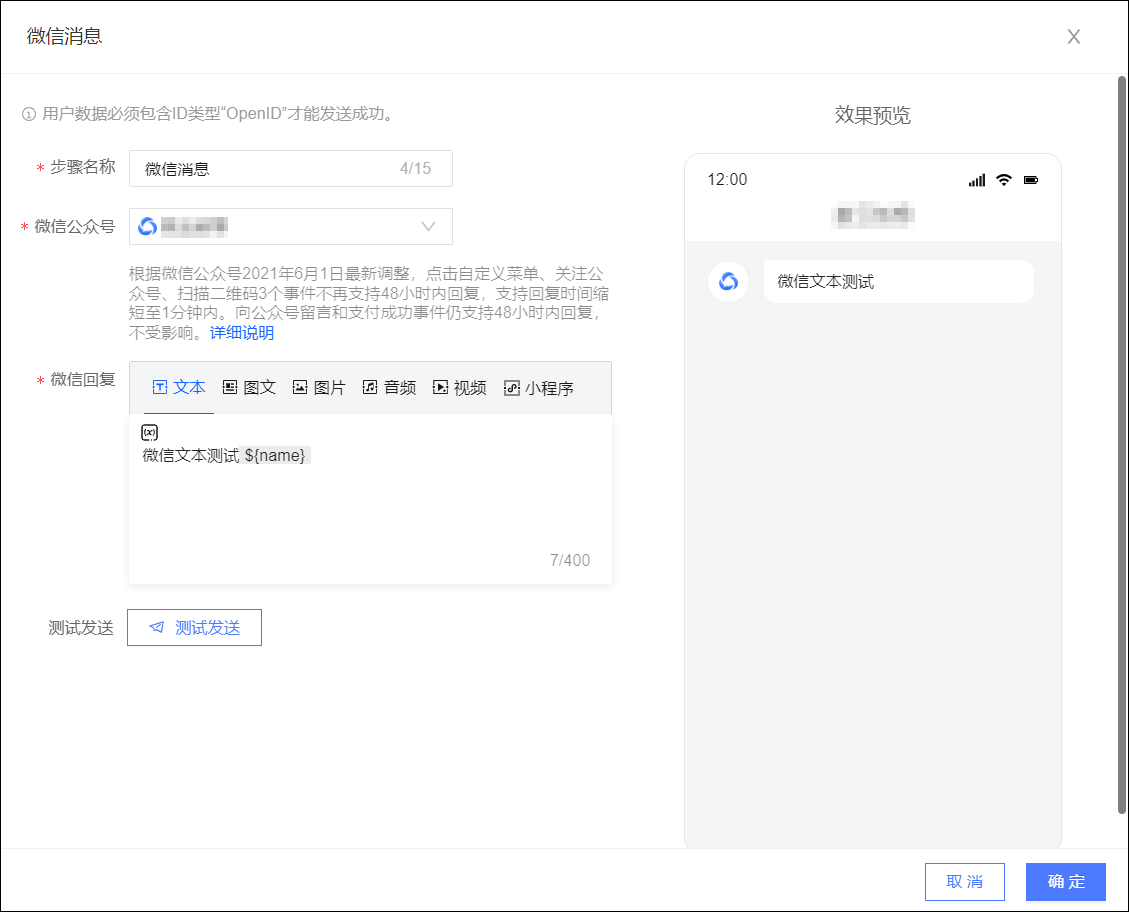 微信消息
用户数据必须包含ID类型“OpenID”才能发送成功。
* 步骤名称
微信消息
4/15
* 微信公众号
根据微信公众号2021年6月1日最新调整，点击自定义菜单、关注公
众号、扫描二维码3个事件不再支持48小时内回复，支持回复时间缩
短至1分钟内。向公众号留言和支付成功事件仍支持48小时内回复，
不受影响。详细说明
* 微信回复
文本 图文 图片 音频 视频 小程序
微信文本测试 ${name}
7/400
测试发送
测试发送
效果预览
12:00
微信文本测试
取消
确定